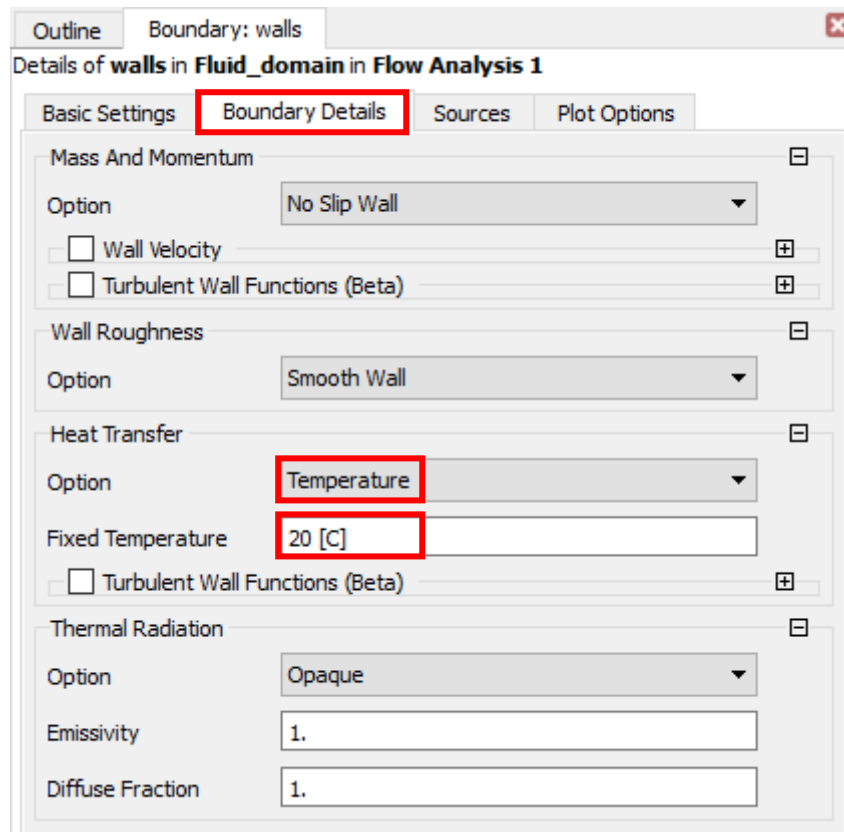 Outline Boundary: walls
Details of walls in Fluid_domain in Flow Analysis 1
Basic Settings Boundary Details Sources Plot Options
Mass And Momentum
Option No Slip Wall
Wall Velocity
Turbulent Wall Functions (Beta)
Wall Roughness
Option Smooth Wall
Heat Transfer
Option Temperature
Fixed Temperature 20 [C]
Turbulent Wall Functions (Beta)
Thermal Radiation
Option Opaque
Emissivity 1.
Diffuse Fraction 1.